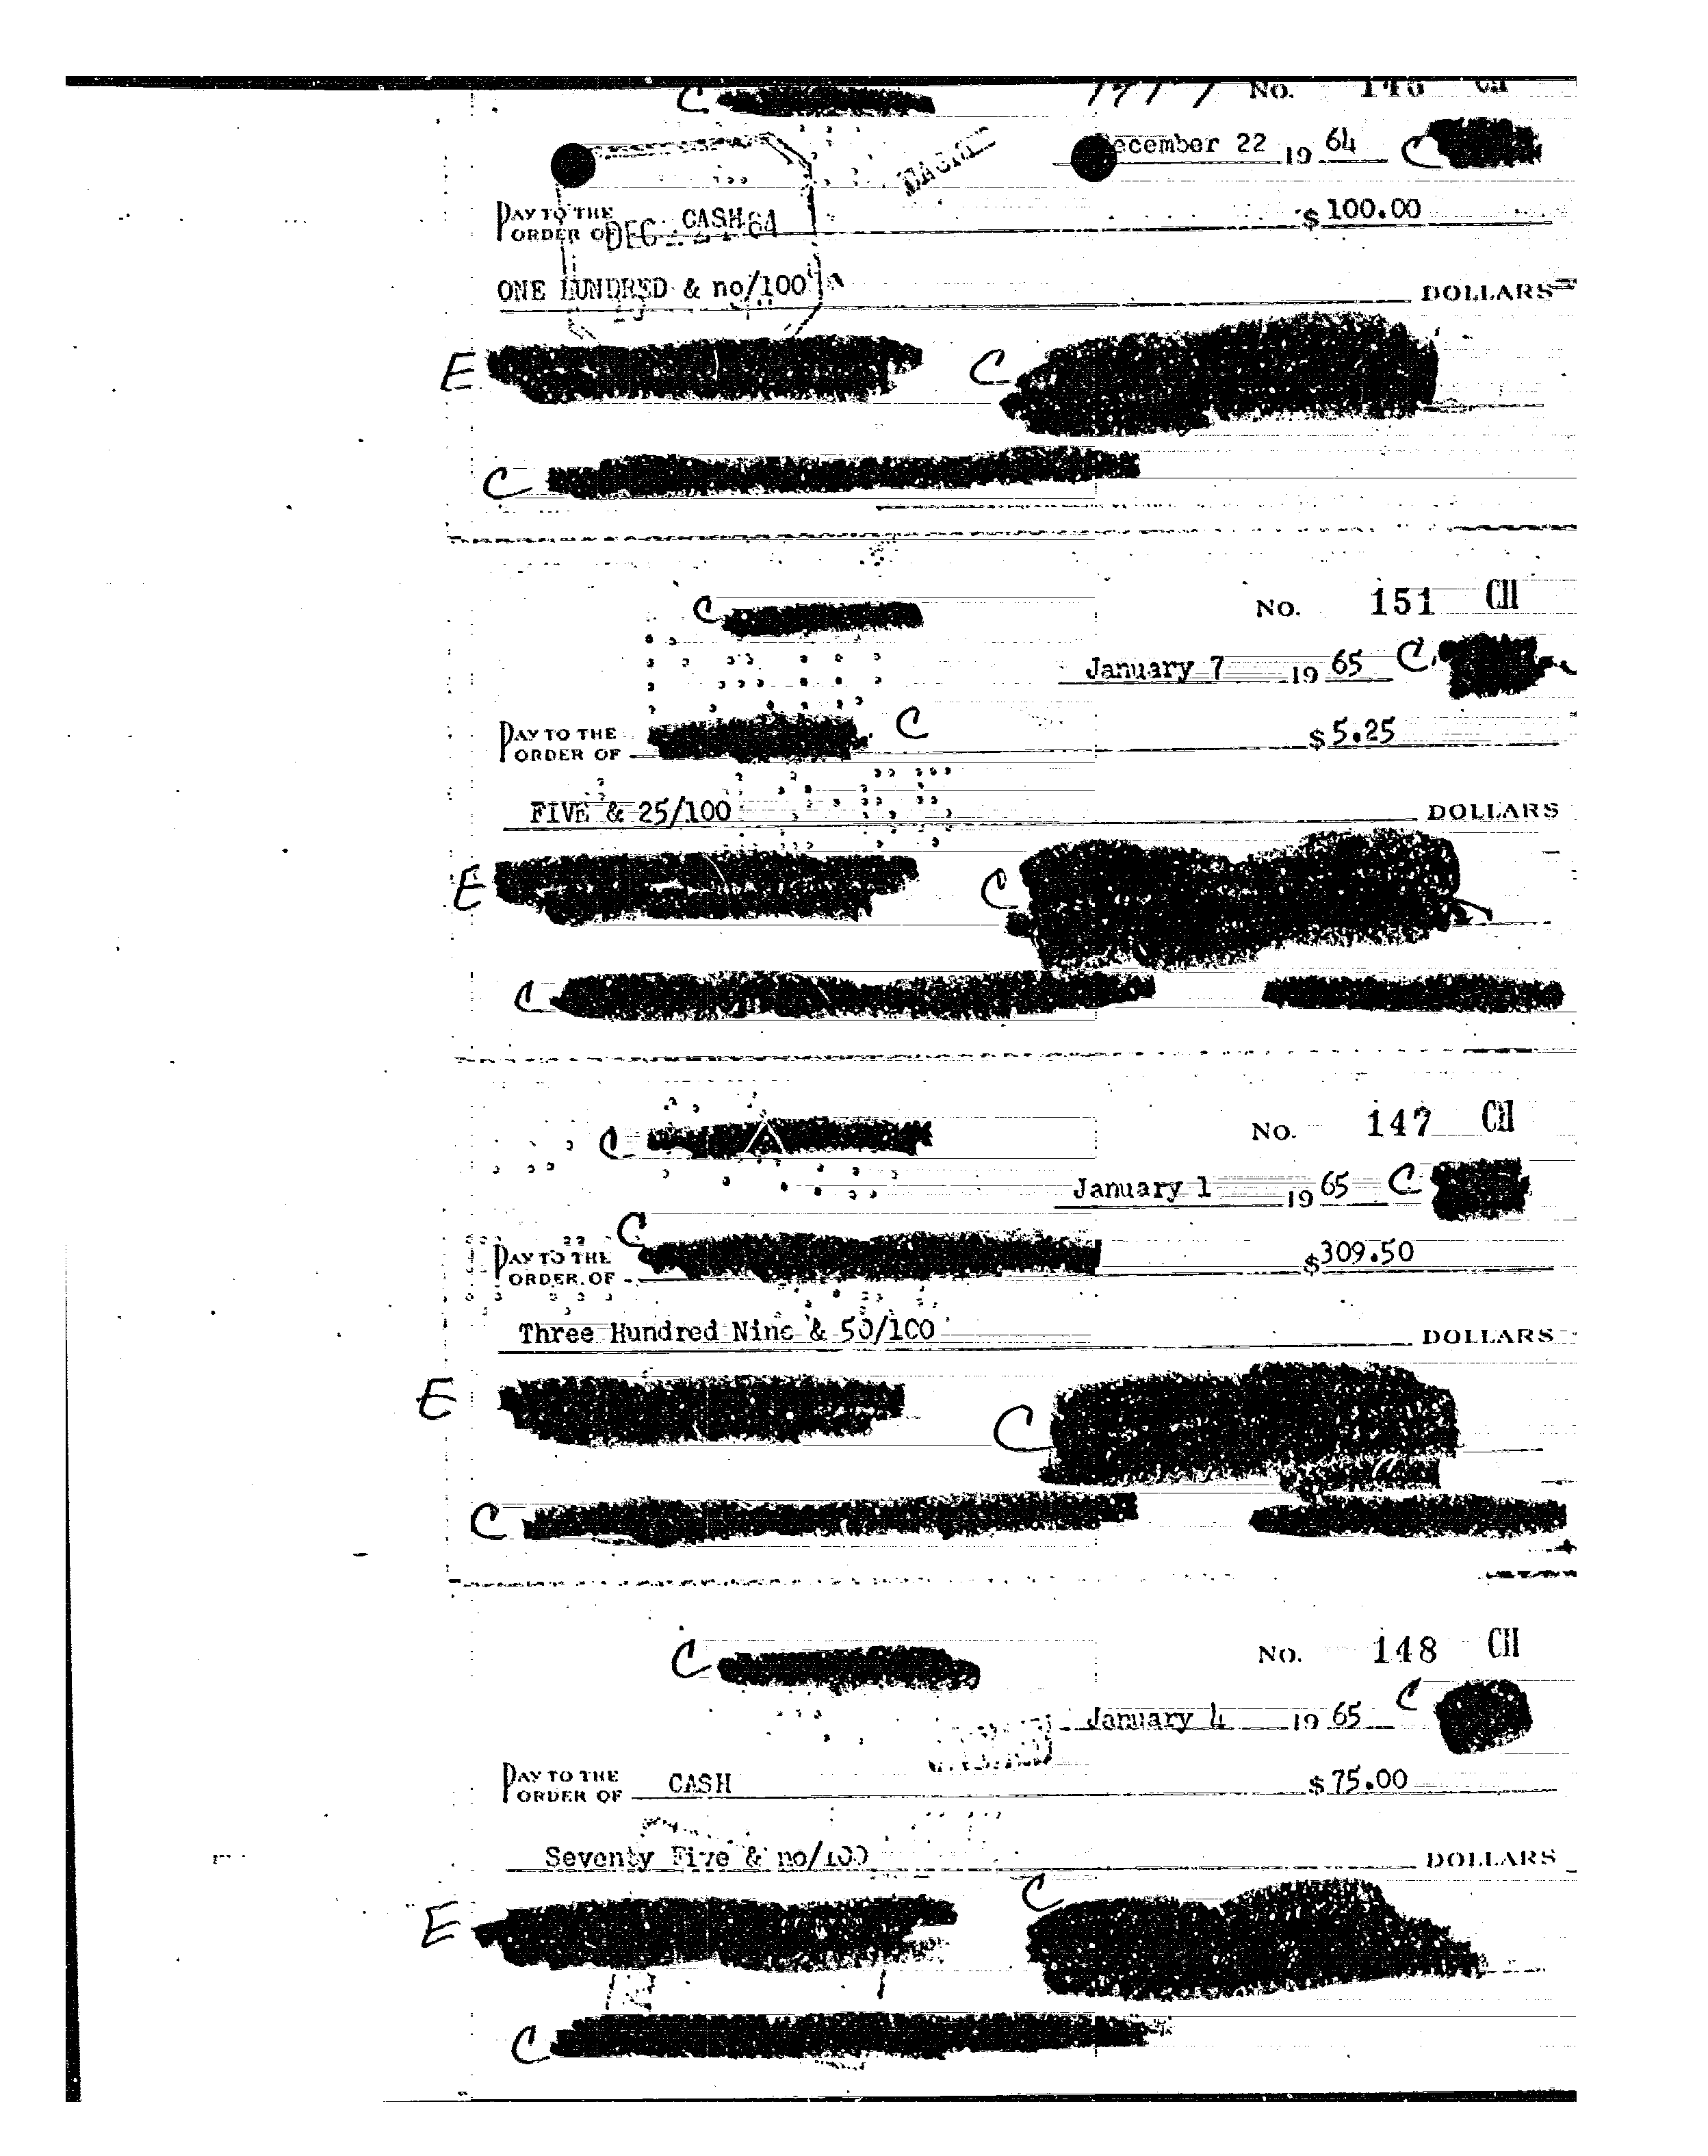 C
No.
December 22 19 64 C
PAY TO THE
ORDER OF CASH $ 100.00
DEC 64
ONE HUNDRED & no/100 DOLLARS
E C
C
C No. 151 CH
January 7 19 65 C
PAY TO THE
ORDER OF C $ 5.25
FIVE & 25/100 DOLLARS
E C
C
C No. 147 CH
January 1 19 65 C
C
PAY TO THE
ORDER OF $309.50
Three Hundred Nine & 50/100 DOLLARS
E C
C
C No. 148 CH
January 4 19 65 C
PAY TO THE
ORDER OF CASH $ 75.00
Seventy Five & no/100 DOLLARS
E C
C